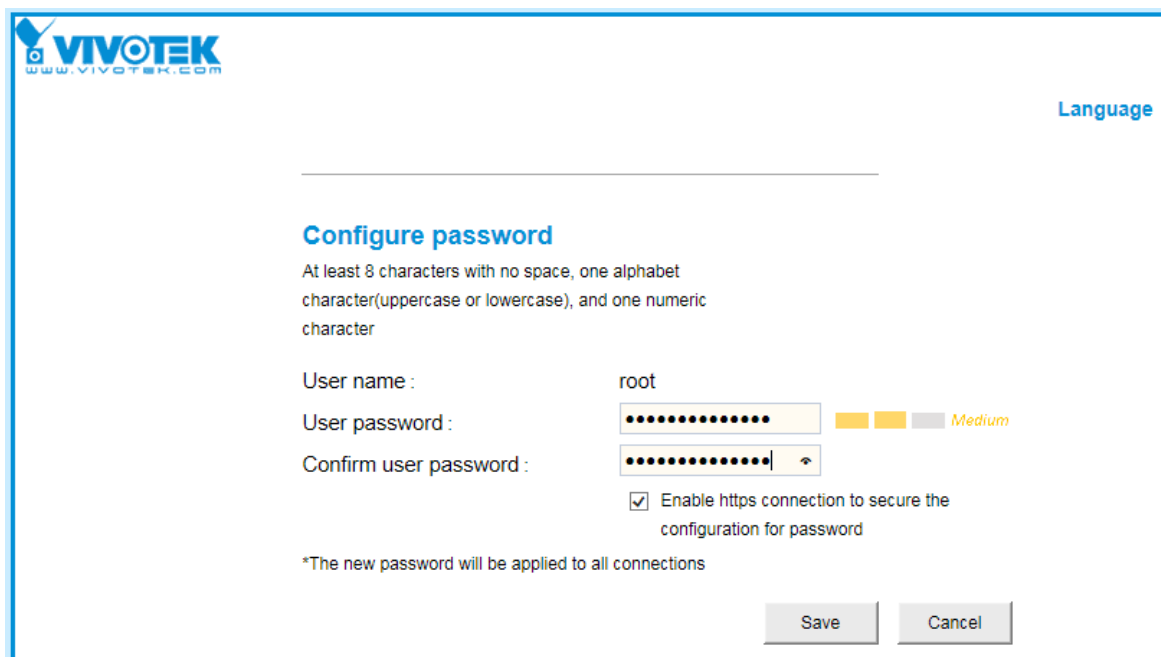 VIVOTEK
www.vivotek.com
Language
Configure password
At least 8 characters with no space, one alphabet
character(uppercase or lowercase), and one numeric
character
User name : root
User password : •••••••••••••• Medium
Confirm user password : ••••••••••••••
Enable https connection to secure the
configuration for password
*The new password will be applied to all connections
Save Cancel